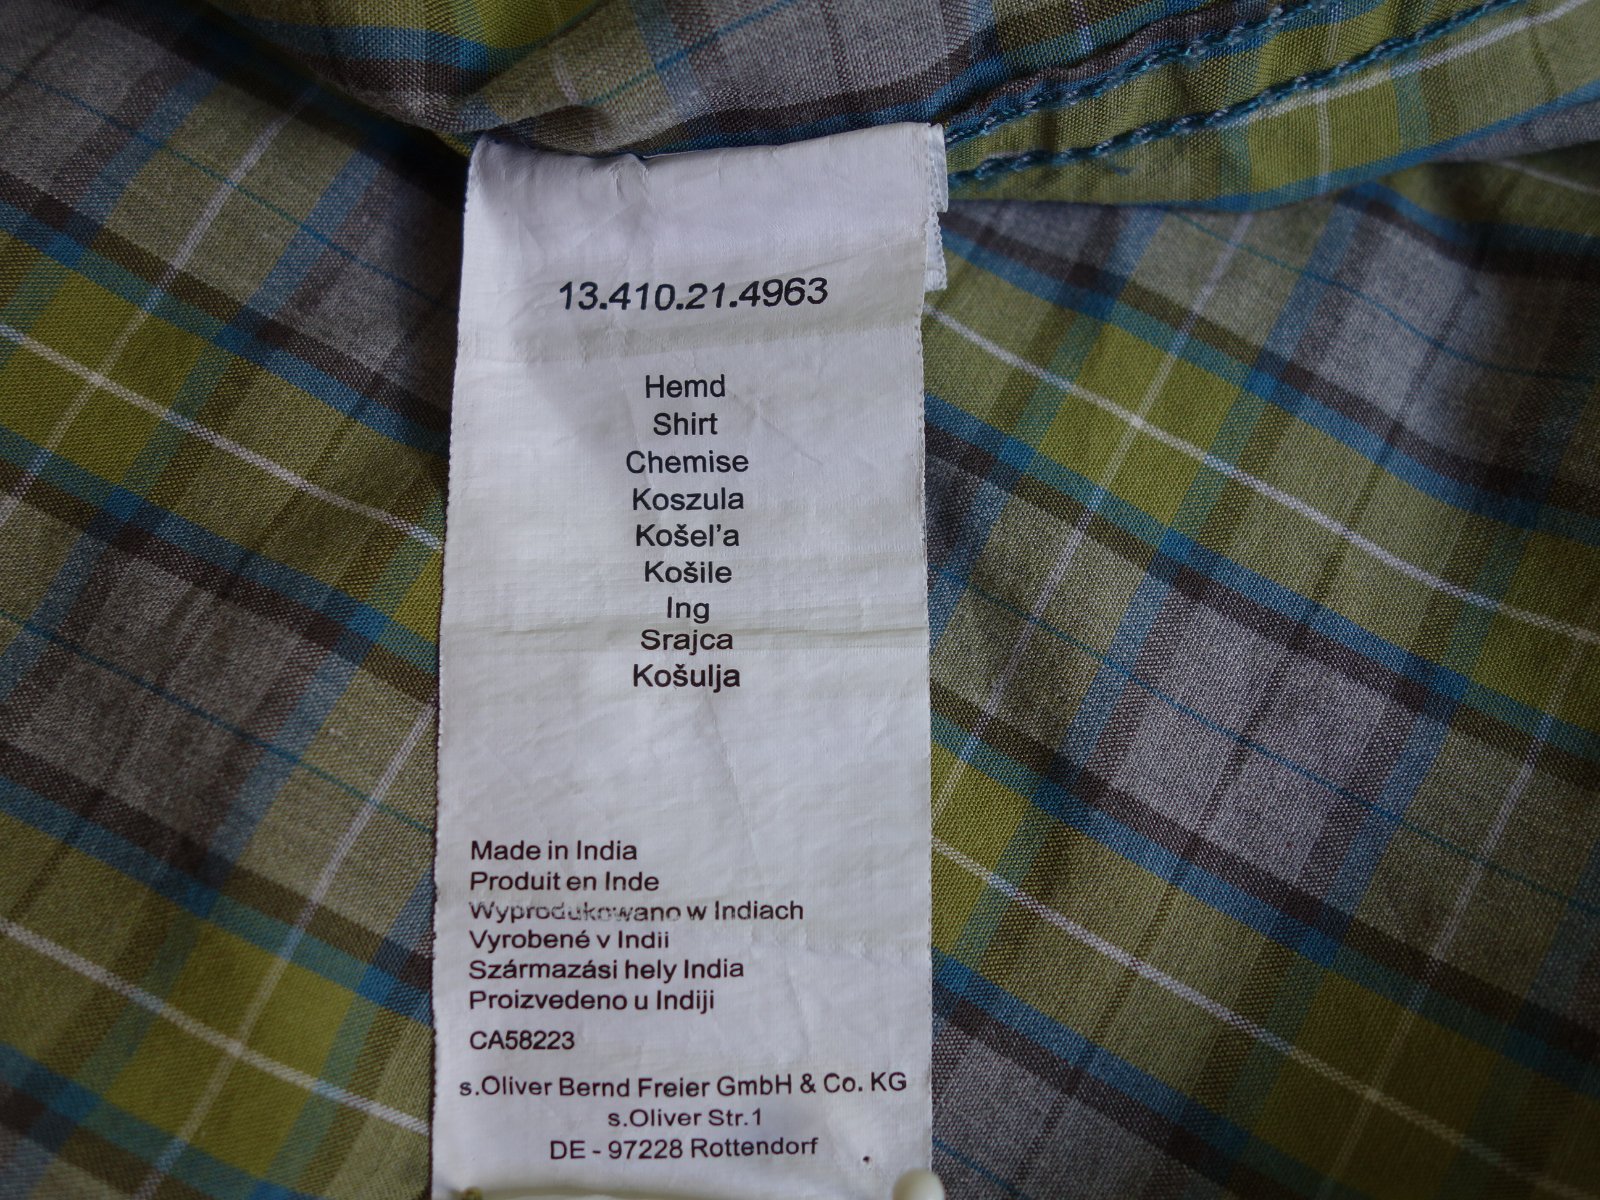 13.410.21.4963
Hemd
Shirt
Chemise
Koszula
Košel'a
Košile
Ing
Srajca
Košulja
Made in India
Produit en Inde
Wyprodukowano w Indiach
Vyrobené v Indii
Származási hely India
Proizvedeno u Indiji
CA58223
s.Oliver Bernd Freier GmbH & Co. KG
s.Oliver Str.1
DE - 97228 Rottendorf